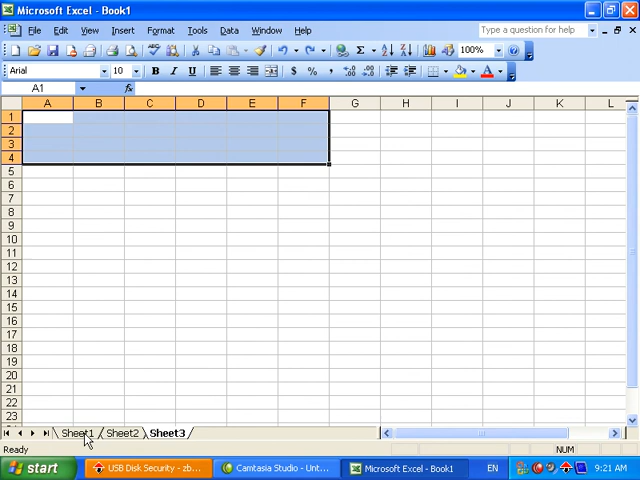 Microsoft Excel - Book1
File Edit View Insert Format Tools Data Window Help
Type a question for help
Σ 100%
Arial 10 B I U $ % ,
A1 fx
A B C D E F G H I J K L
1
2
3
4
5
6
7
8
9
10
11
12
13
14
15
16
17
18
19
20
21
22
23
Sheet1 Sheet2 Sheet3
Ready NUM
start USB Disk Security - zb... Camtasia Studio - Unt... Microsoft Excel - Book1 EN 9:21 AM